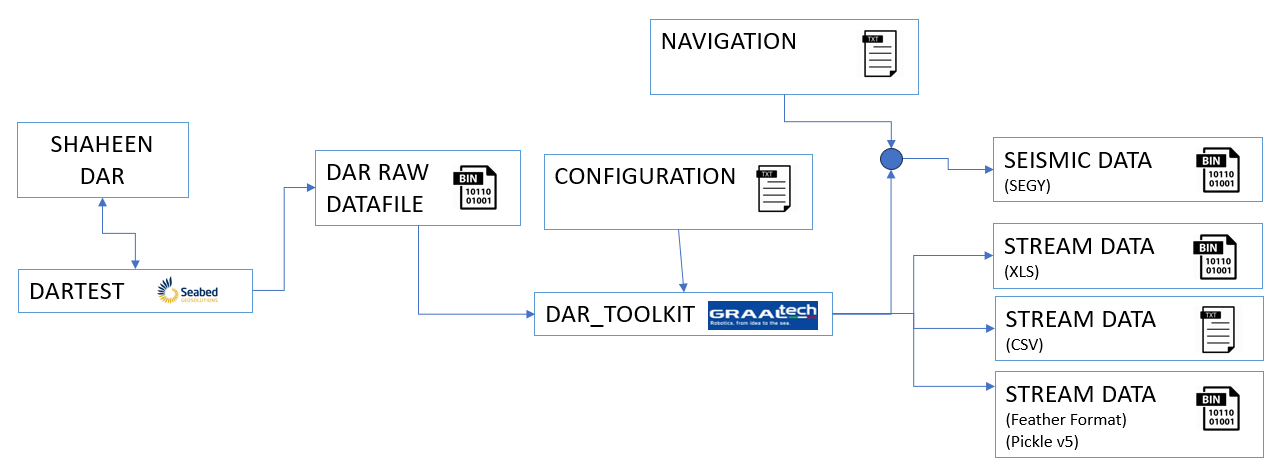 NAVIGATION
TXT
SHAHEEN
DAR
DAR RAW
DATAFILE
BIN
10110
01001
CONFIGURATION
TXT
SEISMIC DATA
(SEGY)
BIN
10110
01001
STREAM DATA
(XLS)
BIN
10110
01001
DARTEST
Seabed
GEOSOLUTIONS
DAR_TOOLKIT
GRAALtech
Robotics, from idea to the sea.
STREAM DATA
(CSV)
TXT
STREAM DATA
(Feather Format)
(Pickle v5)
BIN
10110
01001